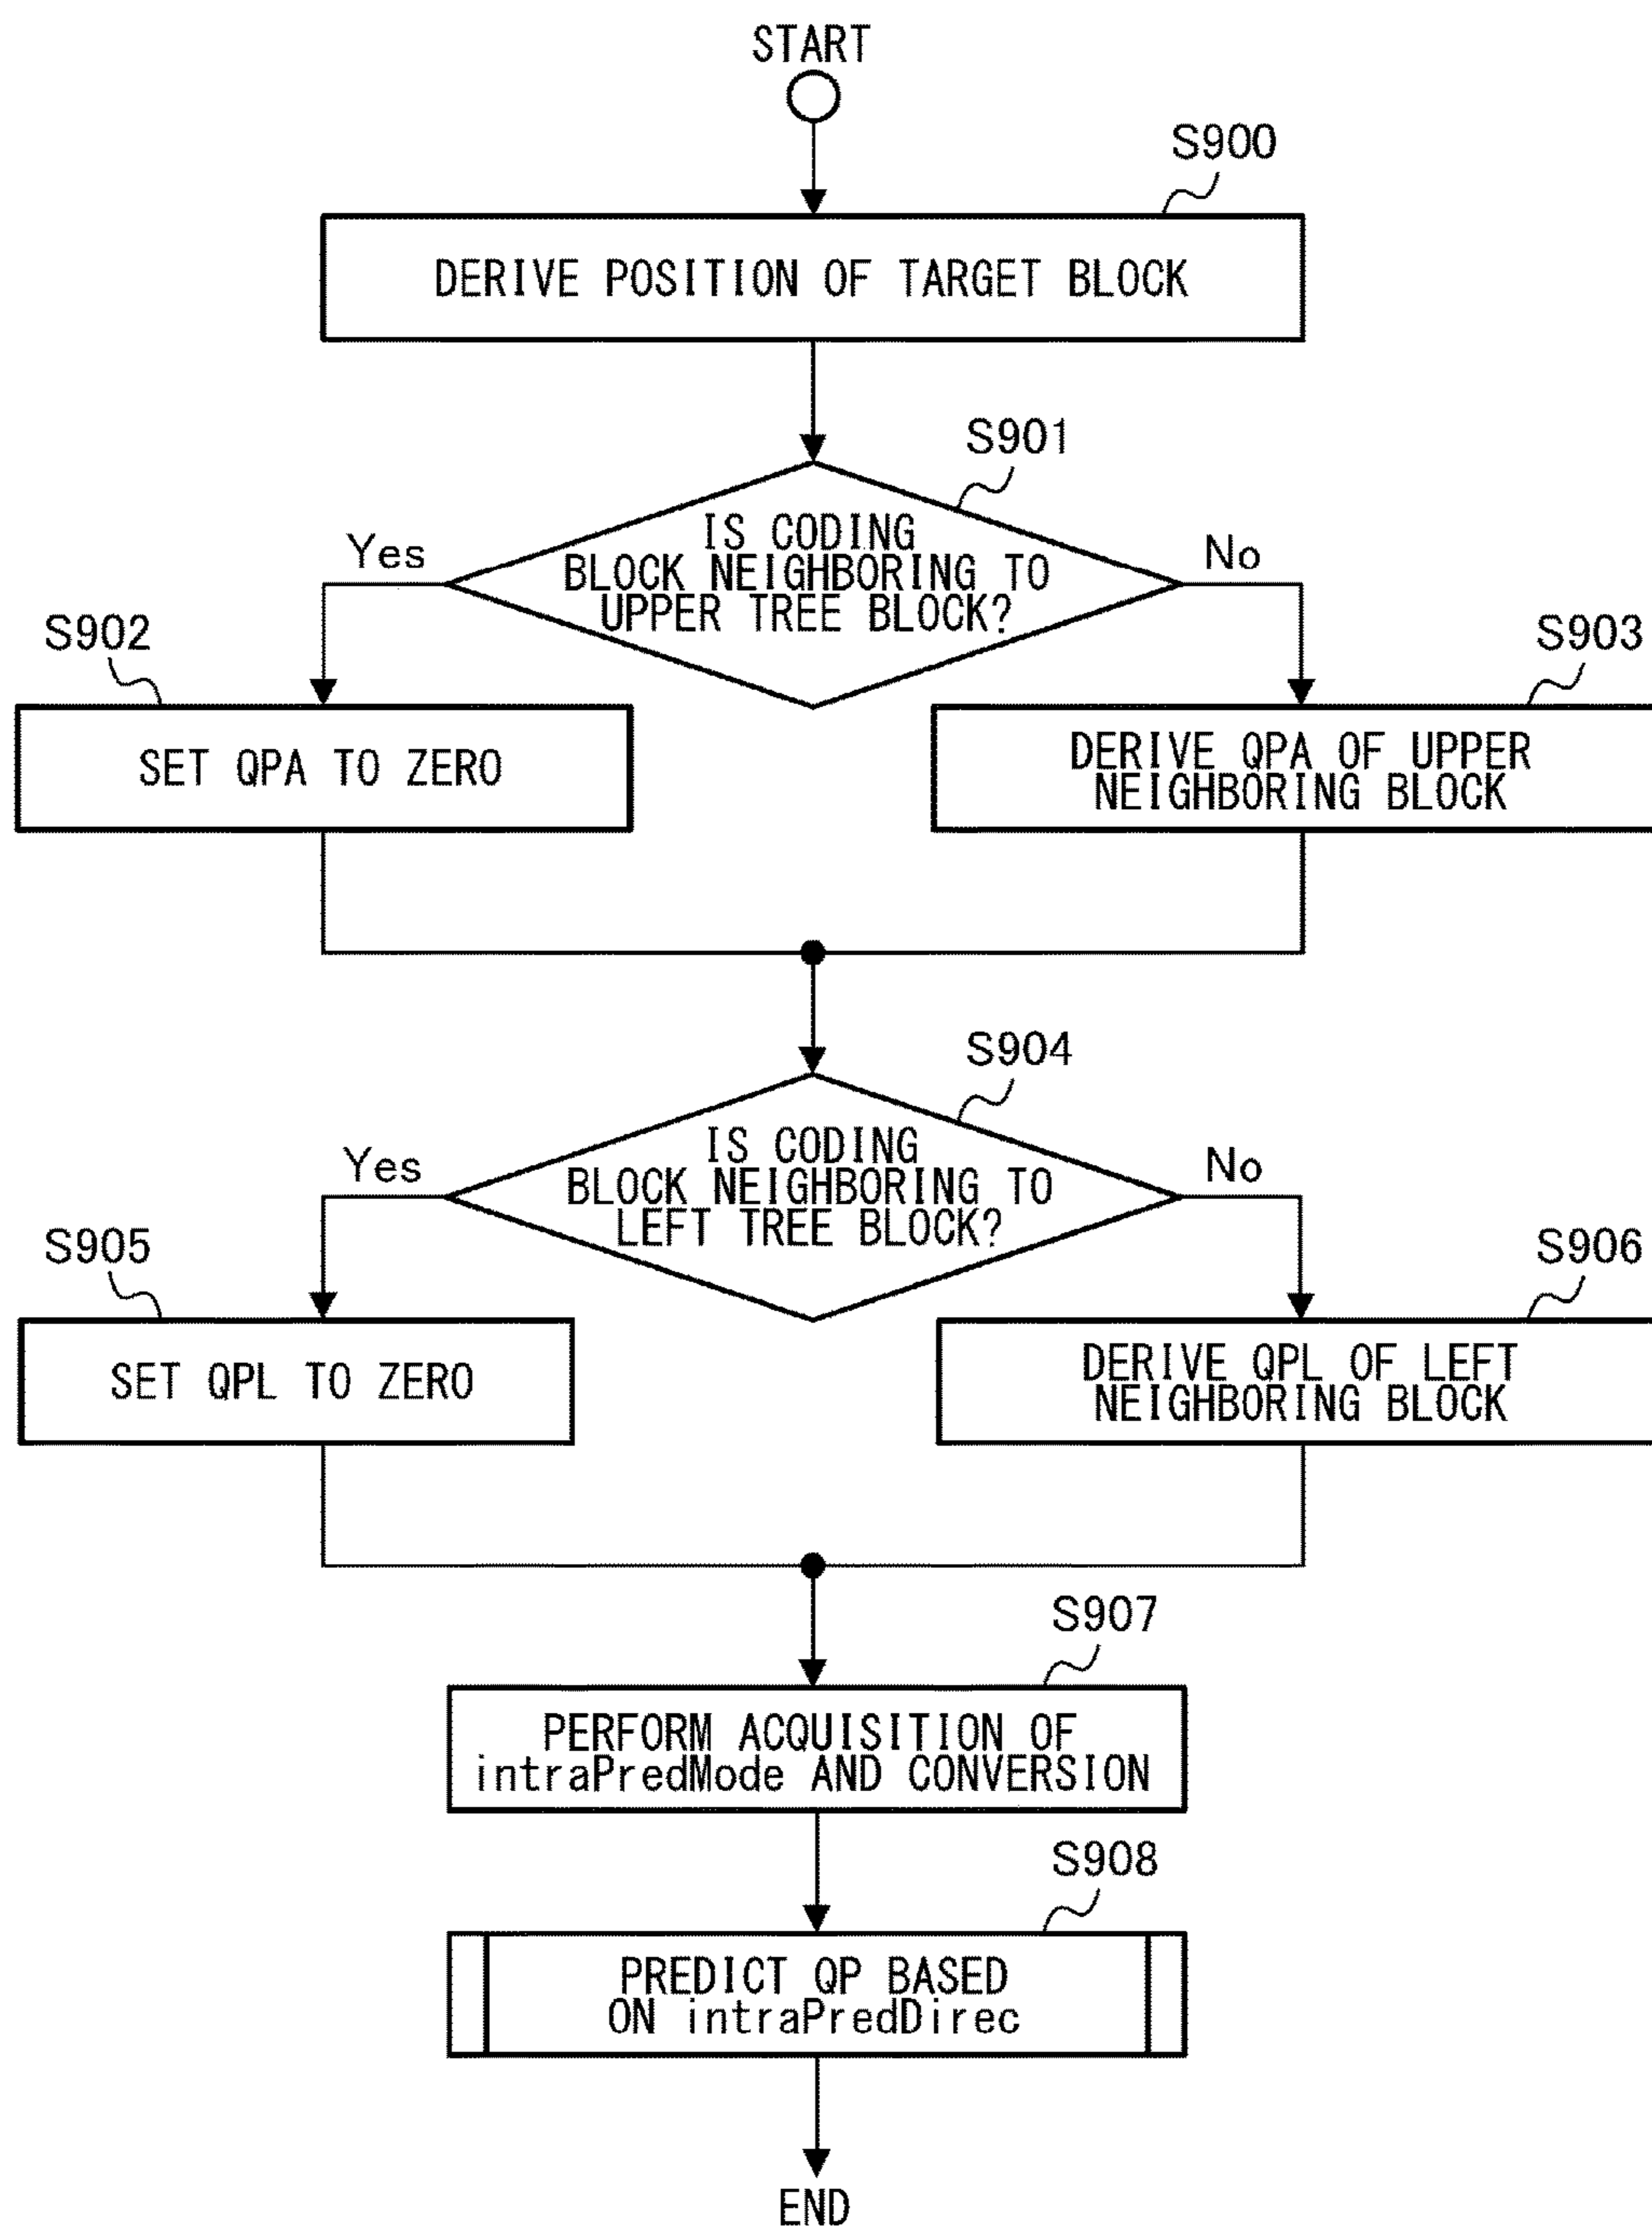 START
S900
DERIVE POSITION OF TARGET BLOCK
S901
IS CODING
BLOCK NEIGHBORING TO
UPPER TREE BLOCK?
Yes
No
S902
S903
SET QPA TO ZERO
DERIVE QPA OF UPPER
NEIGHBORING BLOCK
S904
IS CODING
BLOCK NEIGHBORING TO
LEFT TREE BLOCK?
Yes
No
S905
S906
SET QPL TO ZERO
DERIVE QPL OF LEFT
NEIGHBORING BLOCK
S907
PERFORM ACQUISITION OF
intraPredMode AND CONVERSION
S908
PREDICT QP BASED
ON intraPredDirec
END